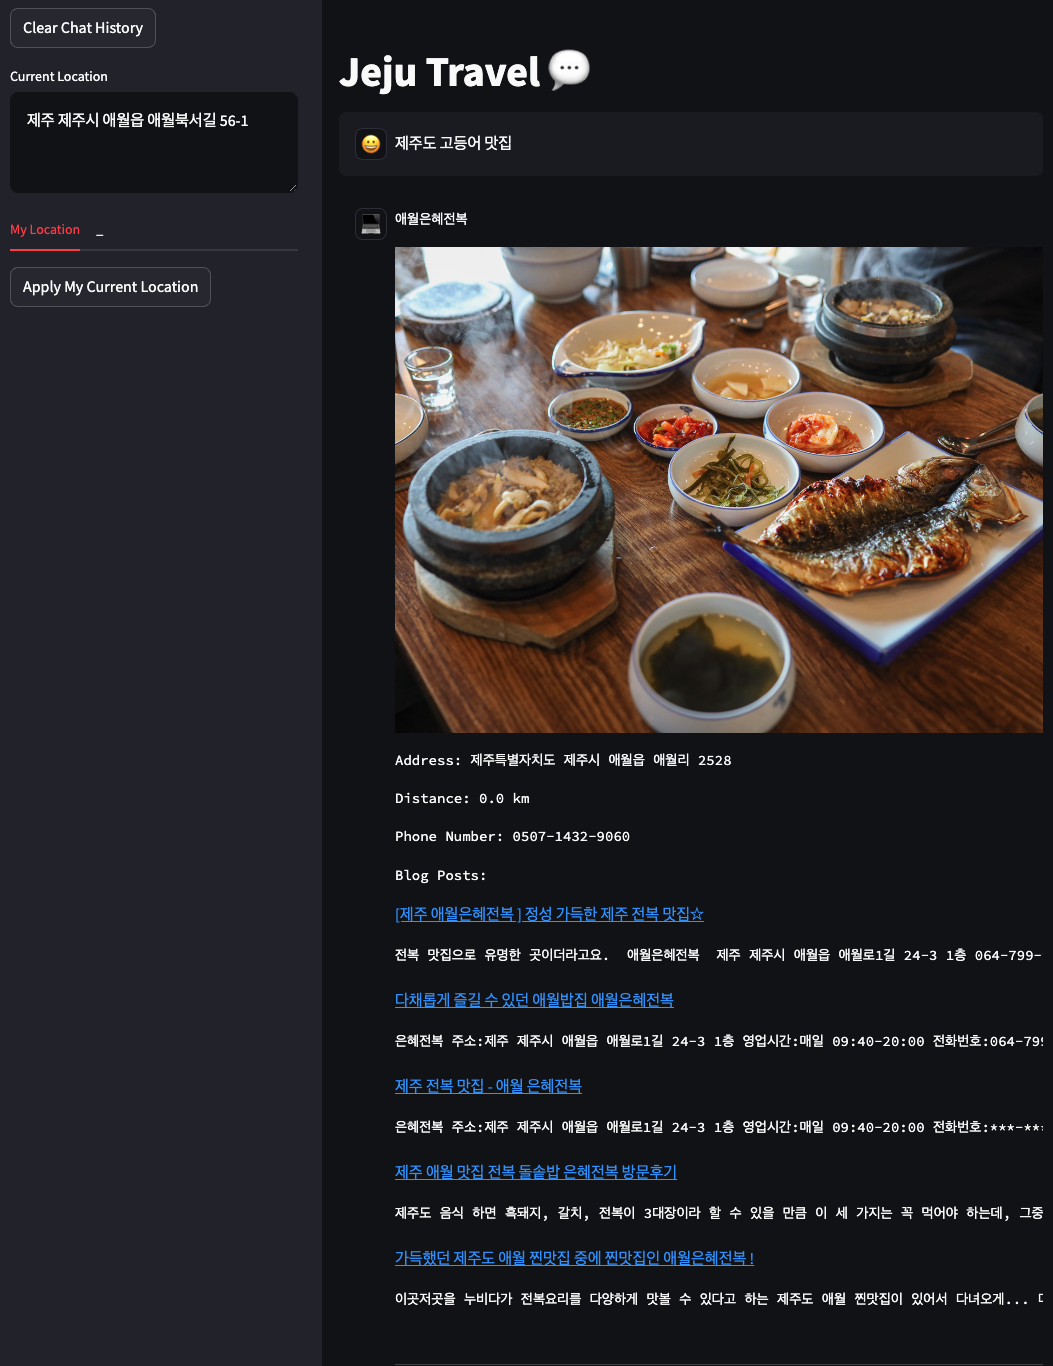 Clear Chat History
Current Location
제주 제주시 애월읍 애월북서길 56-1
My Location
_
Apply My Current Location
Jeju Travel
제주도 고등어 맛집
애월은혜전복
Address: 제주특별자치도 제주시 애월읍 애월리 2528
Distance: 0.0 km
Phone Number: 0507-1432-9060
Blog Posts:
[제주 애월은혜전복 ] 정성 가득한 제주 전복 맛집☆
전복 맛집으로 유명한 곳이더라고요. 애월은혜전복 제주 제주시 애월읍 애월로1길 24-3 1층 064-799-
다채롭게 즐길 수 있던 애월밥집 애월은혜전복
은혜전복 주소:제주 제주시 애월읍 애월로1길 24-3 1층 영업시간:매일 09:40-20:00 전화번호:064-799
제주 전복 맛집 - 애월 은혜전복
은혜전복 주소:제주 제주시 애월읍 애월로1길 24-3 1층 영업시간:매일 09:40-20:00 전화번호:***-**
제주 애월 맛집 전복 돌솥밥 은혜전복 방문후기
제주도 음식 하면 흑돼지, 갈치, 전복이 3대장이라 할 수 있을 만큼 이 세 가지는 꼭 먹어야 하는데, 그중
가득했던 제주도 애월 찐맛집 중에 찐맛집인 애월은혜전복 !
이곳저곳을 누비다가 전복요리를 다양하게 맛볼 수 있다고 하는 제주도 애월 찐맛집이 있어서 다녀오게...